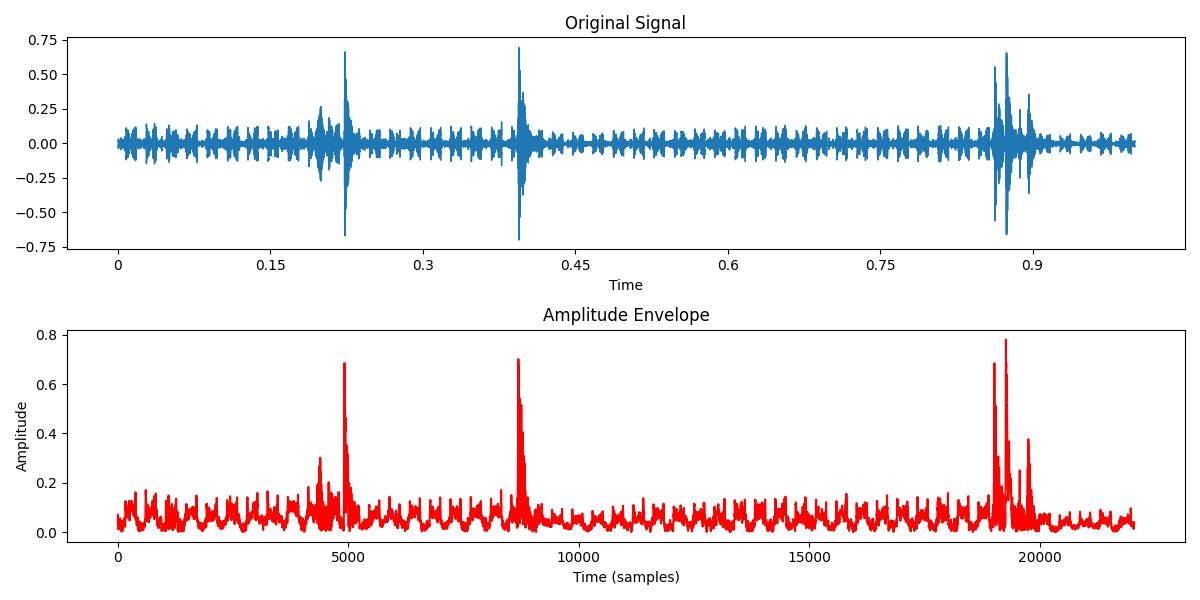 Original Signal
0.75
0.50
0.25
0.00
−0.25
−0.50
−0.75
0 0.15 0.3 0.45 0.6 0.75 0.9
Time
Amplitude Envelope
Amplitude
0.8
0.6
0.4
0.2
0.0
0 5000 10000 15000 20000
Time (samples)